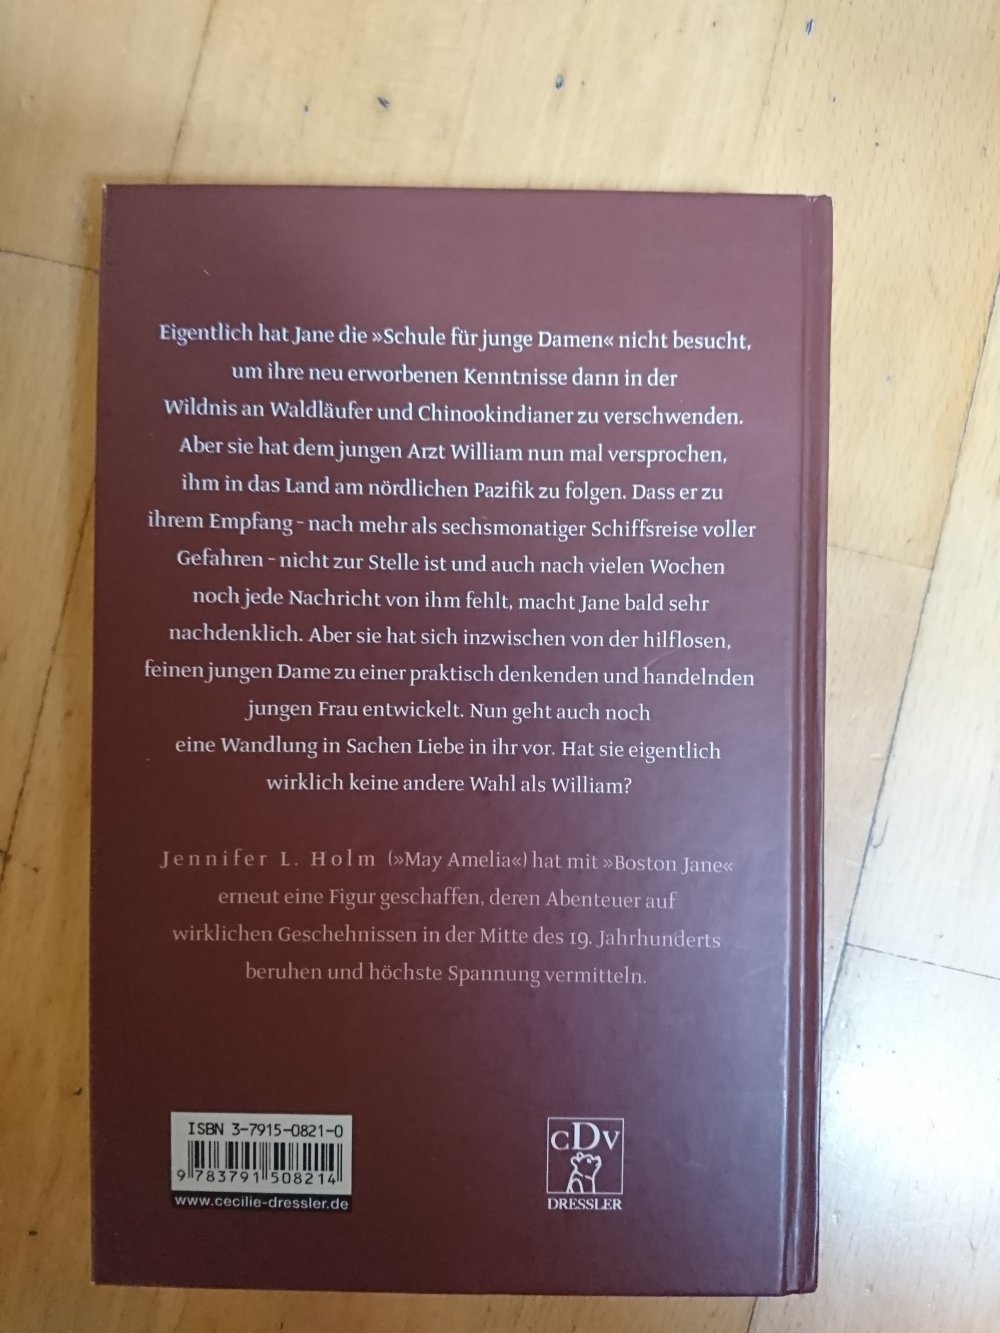 Eigentlich hat Jane die »Schule für junge Damen« nicht besucht,
um ihre neu erworbenen Kenntnisse dann in der
Wildnis an Waldläufer und Chinookindianer zu verschwenden.
Aber sie hat dem jungen Arzt William nun mal versprochen,
ihm in das Land am nördlichen Pazifik zu folgen. Dass er zu
ihrem Empfang – nach mehr als sechsmonatiger Schiffsreise voller
Gefahren – nicht zur Stelle ist und auch nach vielen Wochen
noch jede Nachricht von ihm fehlt, macht Jane bald sehr
nachdenklich. Aber sie hat sich inzwischen von der hilflosen,
feinen jungen Dame zu einer praktisch denkenden und handelnden
jungen Frau entwickelt. Nun geht auch noch
eine Wandlung in Sachen Liebe in ihr vor. Hat sie eigentlich
wirklich keine andere Wahl als William?
Jennifer L. Holm (»May Amelia«) hat mit »Boston Jane«
erneut eine Figur geschaffen, deren Abenteuer auf
wirklichen Geschehnissen in der Mitte des 19. Jahrhunderts
beruhen und höchste Spannung vermitteln.
ISBN 3-7915-0821-0
9 783791 508214
www.cecilie-dressler.de
CDV
DRESSLER